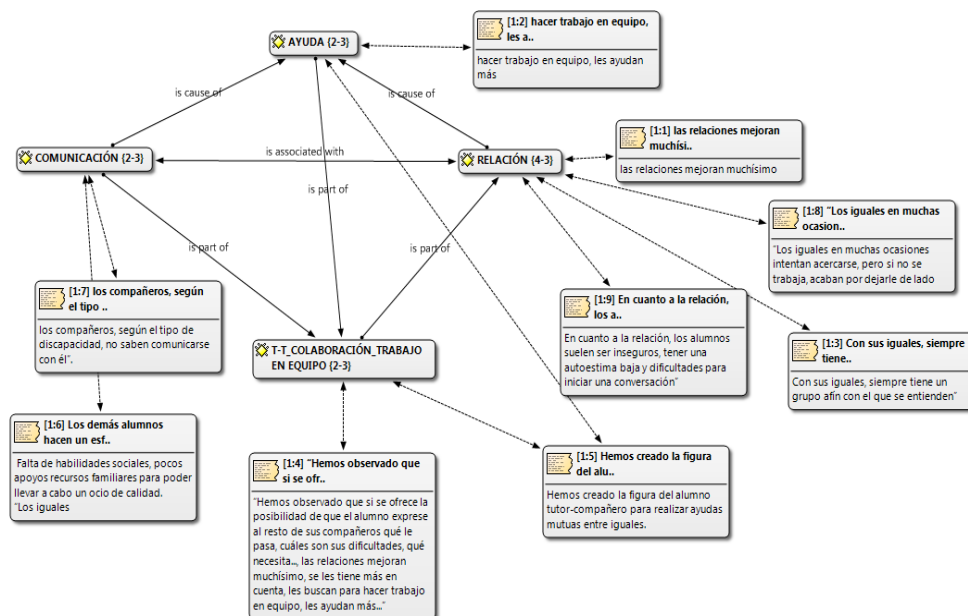 AYUDA {2-3}
[1:2] hacer trabajo en equipo,
les a..
hacer trabajo en equipo, les ayudan
más
is cause of
is cause of
COMUNICACIÓN {2-3}
is associated with
RELACIÓN {4-3}
[1:1] las relaciones mejoran
muchísi..
las relaciones mejoran muchísimo
is part of
is part of
is part of
[1:8] "Los iguales en muchas
ocasion..
"Los iguales en muchas ocasiones
intentan acercarse, pero si no se
trabaja, acaban por dejarle de lado
[1:7] los compañeros, según
el tipo ..
los compañeros, según el tipo de
discapacidad, no saben comunicarse
con él".
[1:9] En cuanto a la relación,
los a..
En cuanto a la relación, los alumnos
suelen ser inseguros, tener una
autoestima baja y dificultades para
iniciar una conversación"
[1:3] Con sus iguales, siempre
tiene..
Con sus iguales, siempre tiene un
grupo afín con el que se entienden"
T-T_COLABORACIÓN_TRABAJO
EN EQUIPO {2-3}
[1:6] Los demás alumnos
hacen un esf..
Falta de habilidades sociales, pocos
apoyos recursos familiares para poder
llevar a cabo un ocio de calidad.
"Los iguales
[1:4] "Hemos observado que
si se ofr..
"Hemos observado que si se ofrece la
posibilidad de que el alumno exprese
al resto de sus compañeros qué le
pasa, cuáles son sus dificultades, qué
necesita..., las relaciones mejoran
muchísimo, se les tiene más en
cuenta, les buscan para hacer trabajo
en equipo, les ayudan más..."
[1:5] Hemos creado la figura
del alu..
Hemos creado la figura del alumno
tutor-compañero para realizar ayudas
mutuas entre iguales.